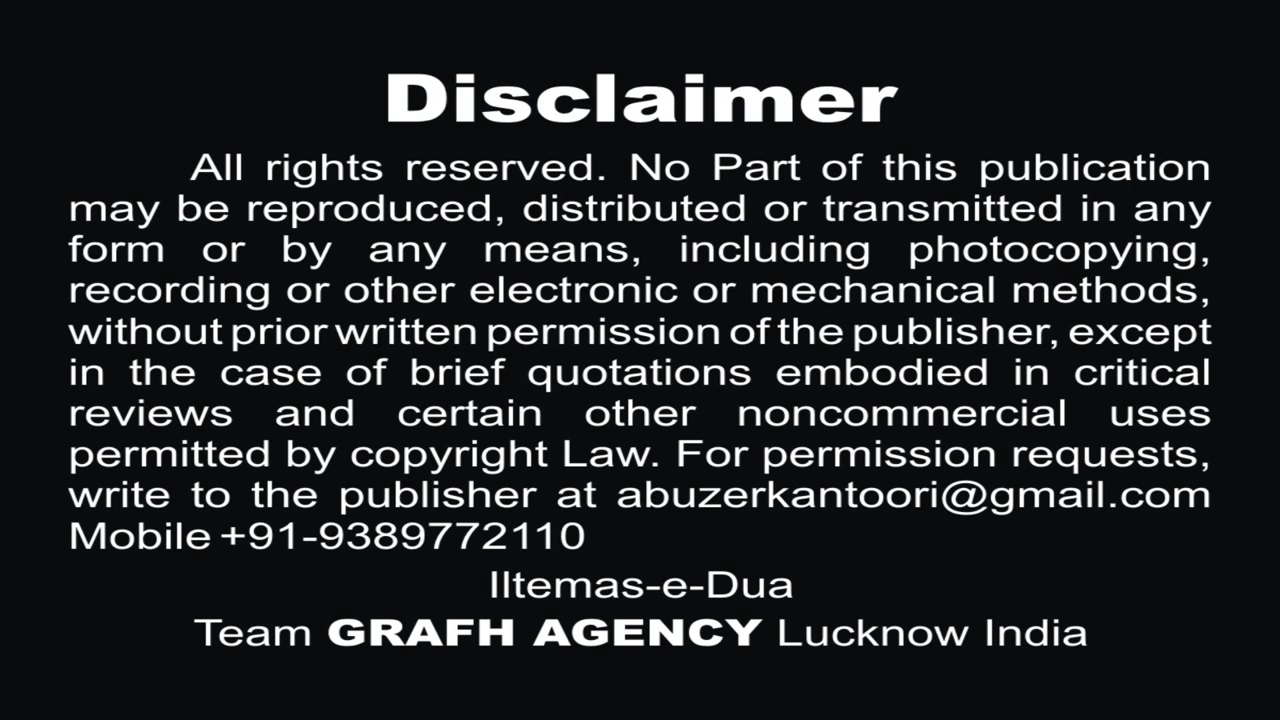 Disclaimer
All rights reserved. No Part of this publication
may be reproduced, distributed or transmitted in any
form or by any means, including photocopying,
recording or other electronic or mechanical methods,
without prior written permission of the publisher, except
in the case of brief quotations embodied in critical
reviews and certain other noncommercial uses
permitted by copyright Law. For permission requests,
write to the publisher at abuzerkantoori@gmail.com
Mobile +91-9389772110
Iltemas-e-Dua
Team GRAFH AGENCY Lucknow India